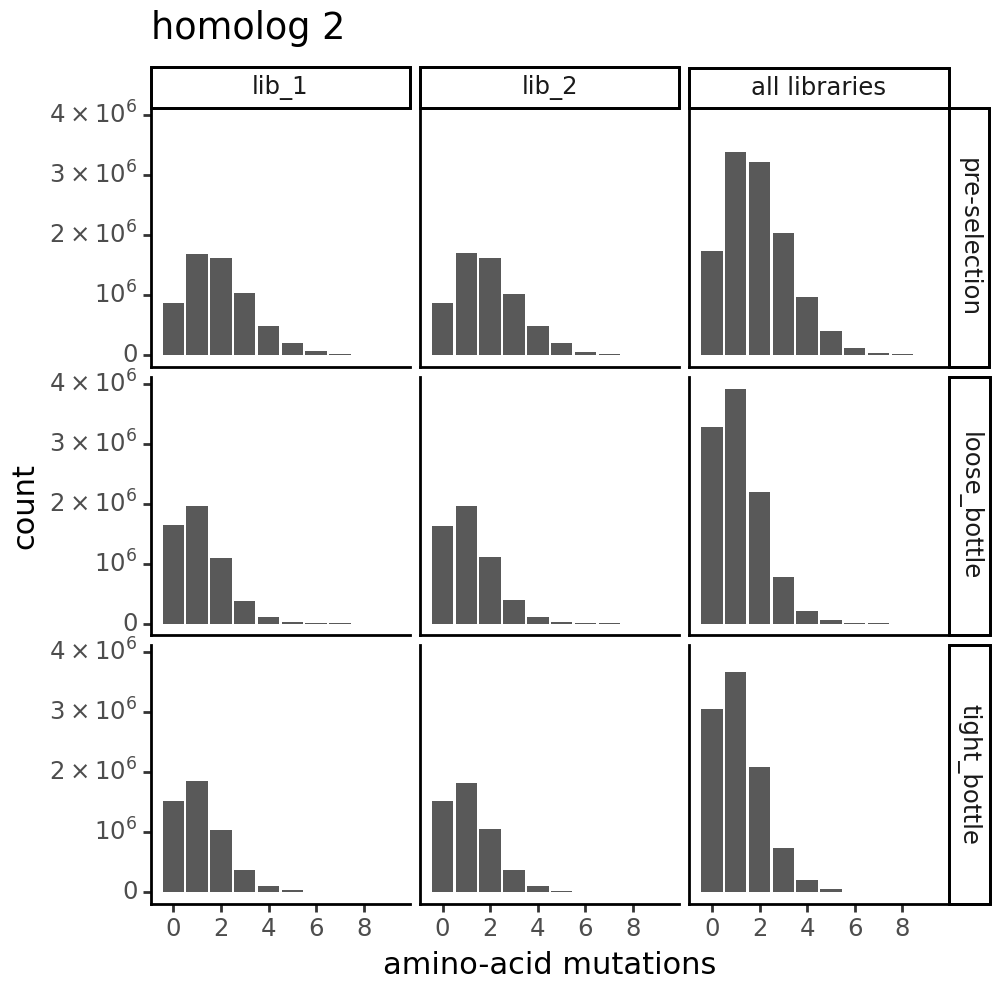 homolog 2
lib_1
lib_2
all libraries
4 × 10⁶
3 × 10⁶
2 × 10⁶
10⁶
0
pre-selection
4 × 10⁶
3 × 10⁶
2 × 10⁶
10⁶
0
loose_bottle
4 × 10⁶
3 × 10⁶
2 × 10⁶
10⁶
0
tight_bottle
count
0 2 4 6 8
0 2 4 6 8
0 2 4 6 8
amino-acid mutations